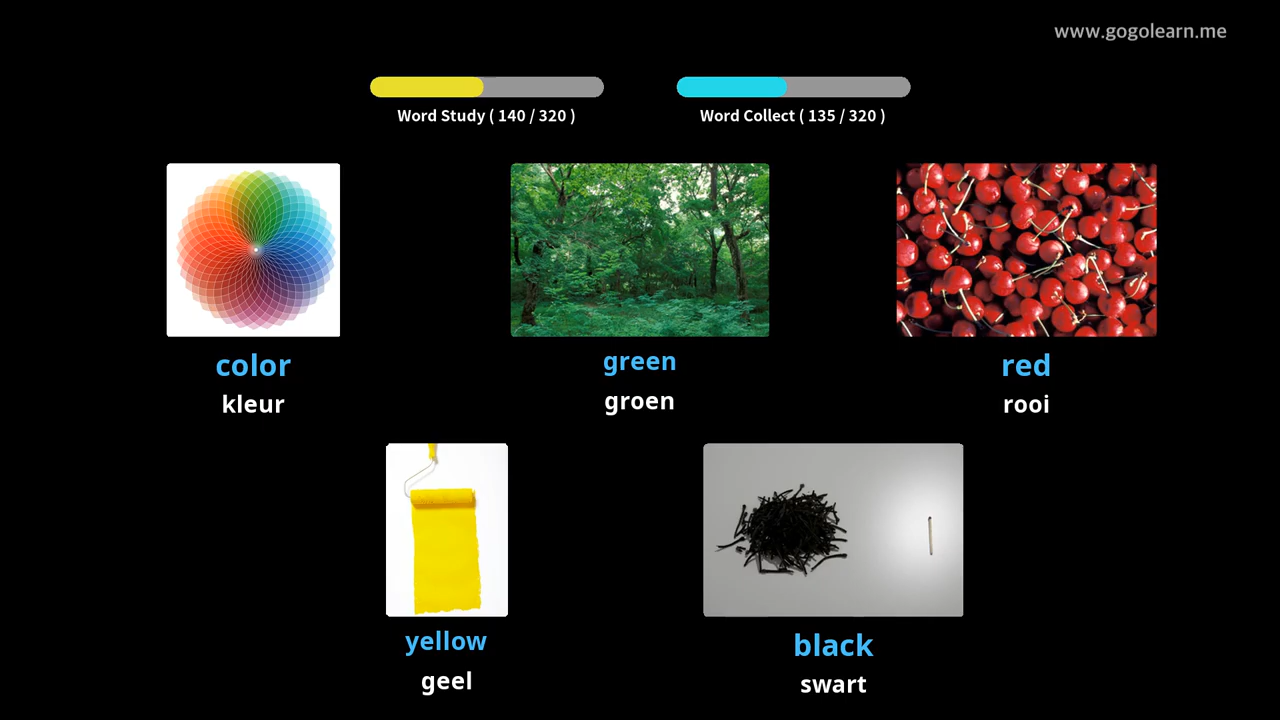 www.gogolearn.me
Word Study ( 140 / 320 )
Word Collect ( 135 / 320 )
color
kleur
green
groen
red
rooi
yellow
geel
black
swart